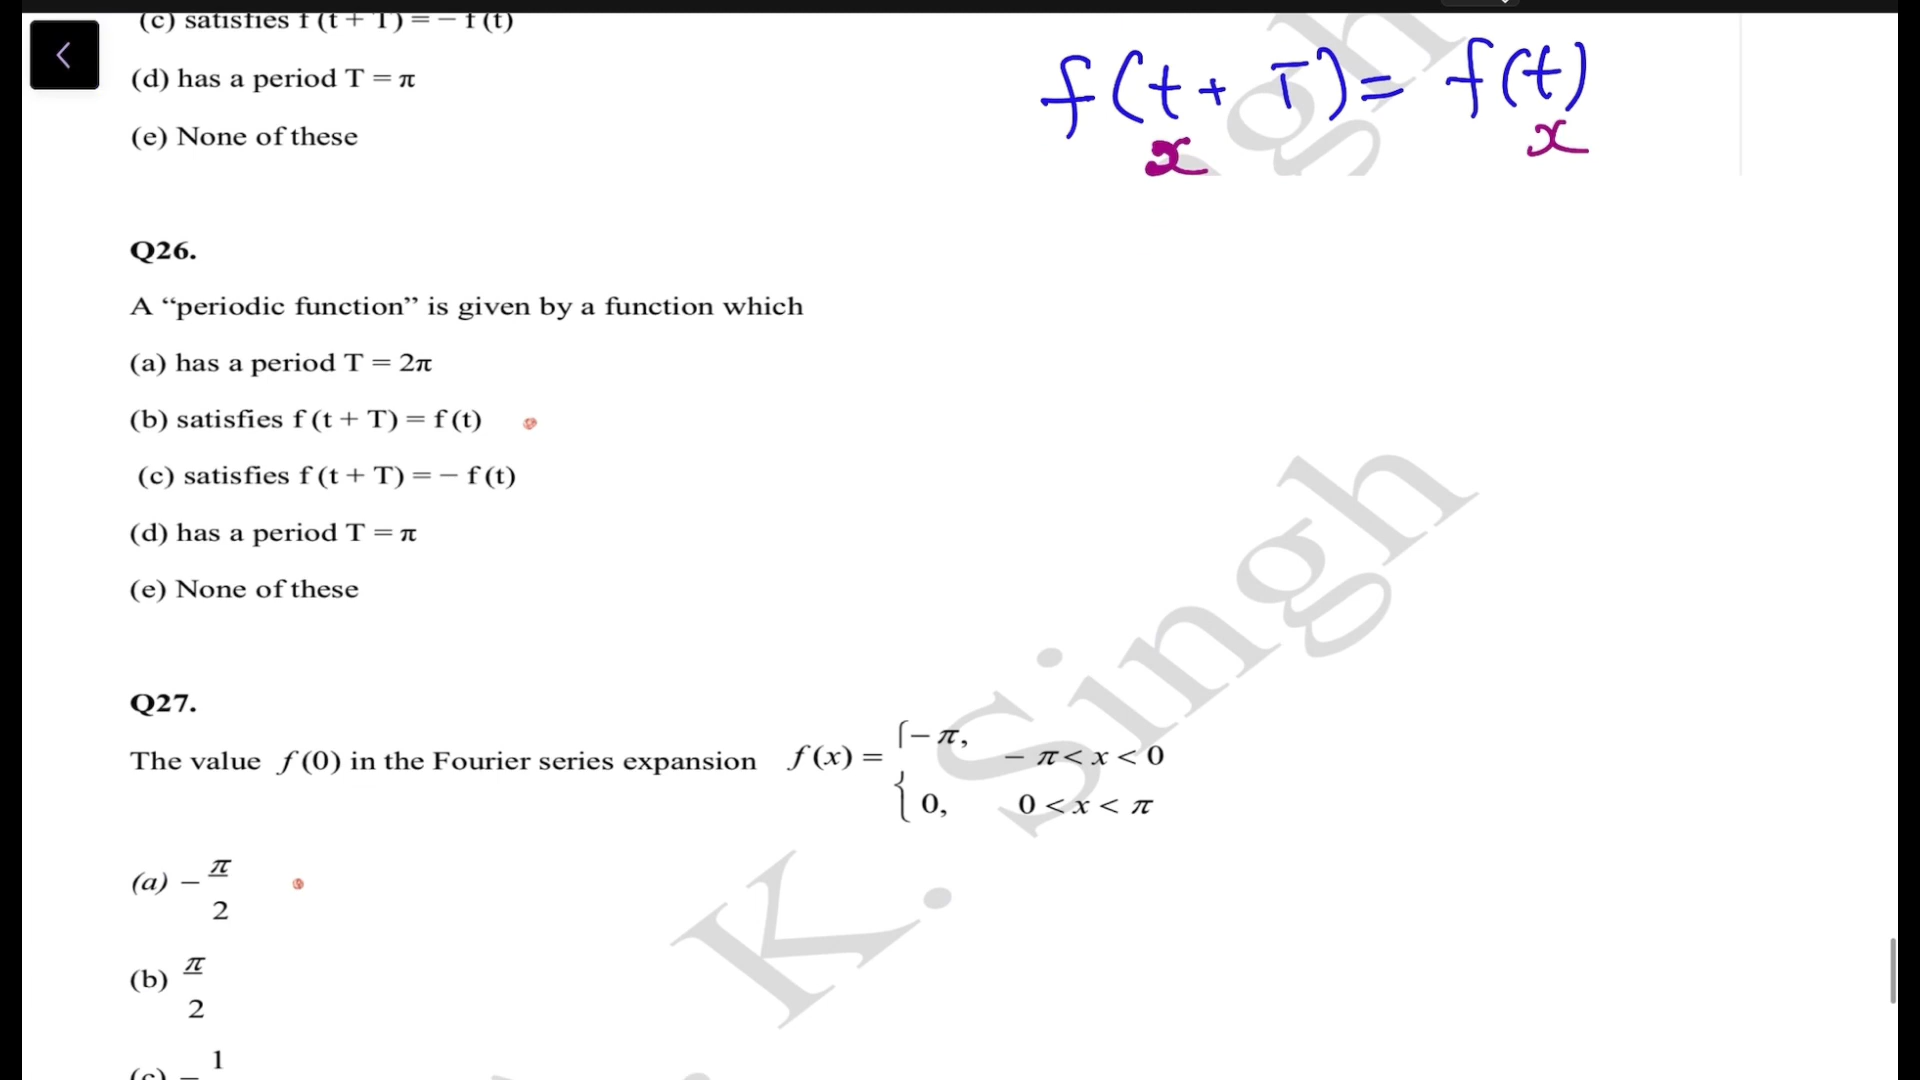 (c) satisfies f (t + T) = − f (t)
(d) has a period T = π
(e) None of these
f(t + T) = f(t)
x x
Q26.
A “periodic function” is given by a function which
(a) has a period T = 2π
(b) satisfies f (t + T) = f (t)
(c) satisfies f (t + T) = − f (t)
(d) has a period T = π
(e) None of these
Q27.
The value f (0) in the Fourier series expansion f (x) = { − π, − π < x < 0
0, 0 < x < π
(a) − π/2
(b) π/2
(c) − 1
K. Singh